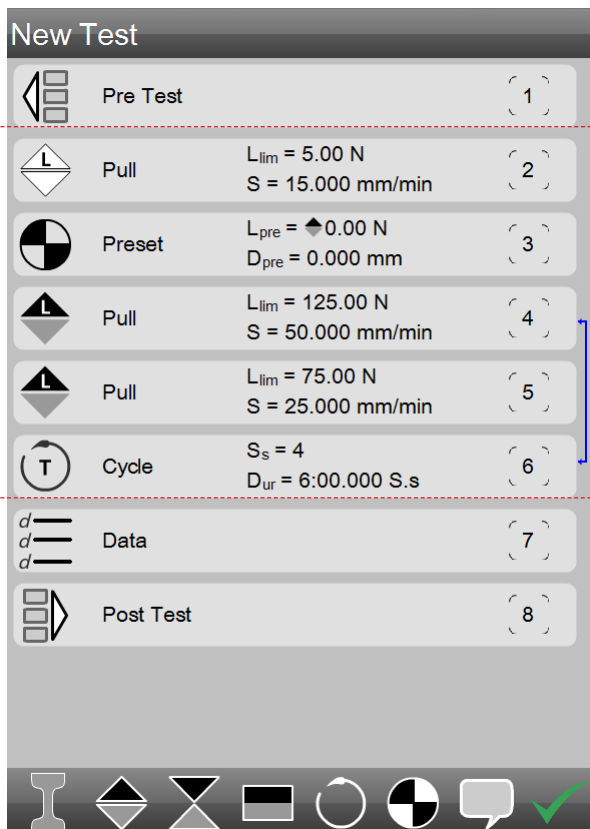 New Test
Pre Test 1
L Pull Llim = 5.00 N 2
S = 15.000 mm/min
Preset Lpre = 0.00 N 3
Dpre = 0.000 mm
L Pull Llim = 125.00 N 4
S = 50.000 mm/min
L Pull Llim = 75.00 N 5
S = 25.000 mm/min
T Cycle Ss = 4 6
Dur = 6:00.000 S.s
d
d Data 7
d
Post Test 8